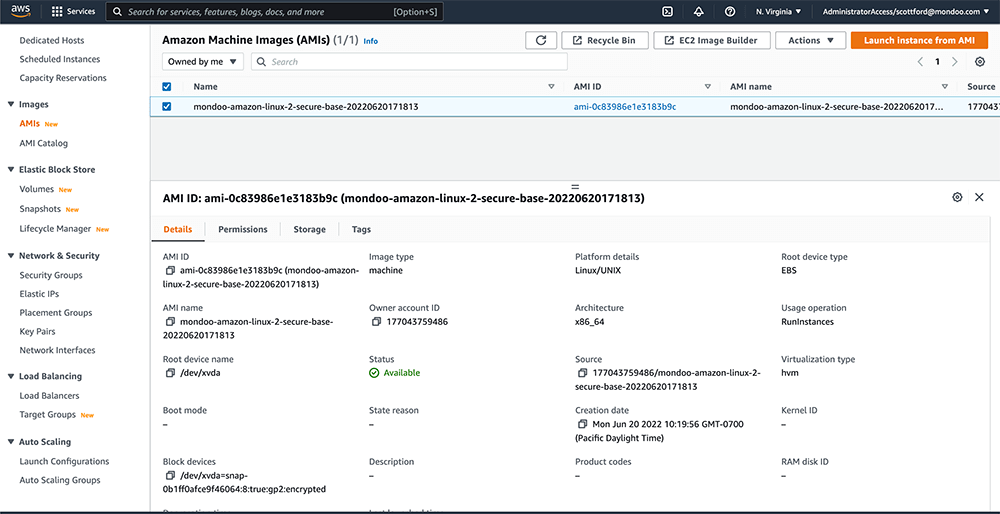 aws Services Search for services, features, blogs, docs, and more [Option+S] N. Virginia AdministratorAccess/scottford@mondoo.com
Dedicated Hosts
Scheduled Instances
Capacity Reservations
Images
AMIs New
AMI Catalog
Elastic Block Store
Volumes New
Snapshots New
Lifecycle Manager New
Network & Security
Security Groups
Elastic IPs
Placement Groups
Key Pairs
Network Interfaces
Load Balancing
Load Balancers
Target Groups New
Auto Scaling
Launch Configurations
Auto Scaling Groups
Amazon Machine Images (AMIs) (1/1) Info
Recycle Bin EC2 Image Builder Actions Launch instance from AMI
Owned by me Search 1
Name AMI ID AMI name Source
mondoo-amazon-linux-2-secure-base-20220620171813 ami-0c83986e1e3183b9c mondoo-amazon-linux-2-secure-base-2022062017... 177043
AMI ID: ami-0c83986e1e3183b9c (mondoo-amazon-linux-2-secure-base-20220620171813)
Details Permissions Storage Tags
AMI ID
ami-0c83986e1e3183b9c (mondoo-amazon-
linux-2-secure-base-20220620171813)
Image type
machine
Platform details
Linux/UNIX
Root device type
EBS
AMI name
mondoo-amazon-linux-2-secure-base-
20220620171813
Owner account ID
177043759486
Architecture
x86_64
Usage operation
RunInstances
Root device name
/dev/xvda
Status
Available
Source
177043759486/mondoo-amazon-linux-2-
secure-base-20220620171813
Virtualization type
hvm
Boot mode
–
State reason
–
Creation date
Mon Jun 20 2022 10:19:56 GMT-0700
(Pacific Daylight Time)
Kernel ID
–
Block devices
/dev/xvda=snap-
0b1ff0afce9f46064:8:true:gp2:encrypted
Description
–
Product codes
–
RAM disk ID
–